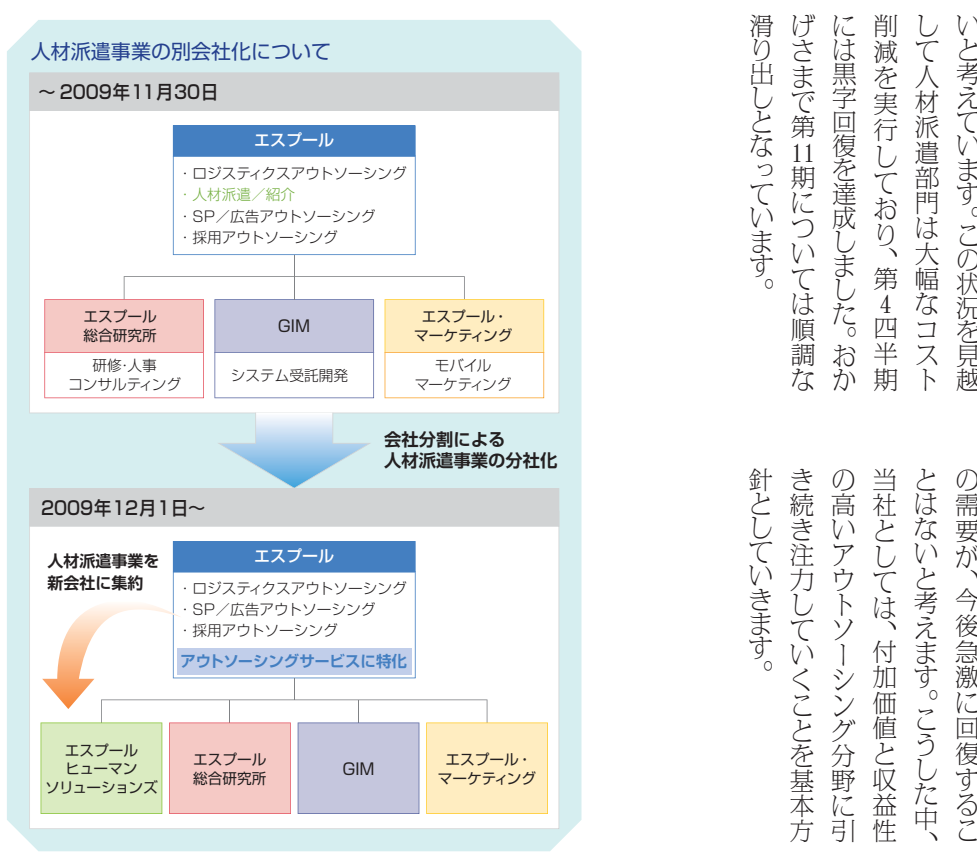 人材派遣事業の別会社化について
～2009年11月30日
エスプール
・ロジスティクスアウトソーシング
・人材派遣／紹介
・SP／広告アウトソーシング
・採用アウトソーシング
エスプール
総合研究所
研修・人事
コンサルティング
GIM
システム受託開発
エスプール・
マーケティング
モバイル
マーケティング
会社分割による
人材派遣事業の分社化
2009年12月1日～
人材派遣事業を
新会社に集約
エスプール
・ロジスティクスアウトソーシング
・SP／広告アウトソーシング
・採用アウトソーシング
アウトソーシングサービスに特化
エスプール
ヒューマン
ソリューションズ
エスプール
総合研究所
GIM
エスプール・
マーケティング
いと考えています。この状況を見越
して人材派遣部門は大幅なコスト
削減を実行しており、第4四半期
には黒字回復を達成しました。おか
げさまで第11期については順調な
滑り出しとなっています。
の需要が、今後急激に回復するこ
とはないと考えます。こうした中、
当社としては、付加価値と収益性
の高いアウトソーシング分野に引
き続き注力していくことを基本方
針としていきます。